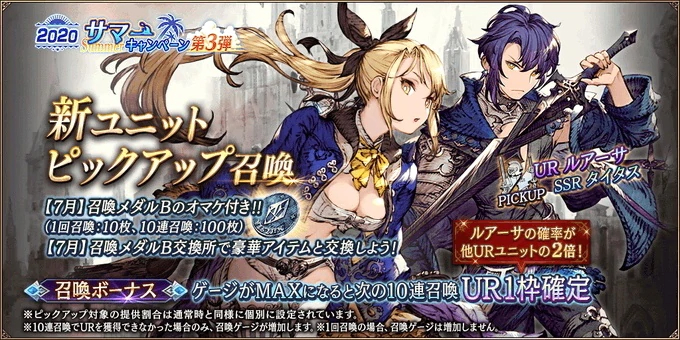 2020 サマーキャンペーン 第3弾
Summer
新ユニット
ピックアップ召喚
UR ルアーサ
PICKUP SSR タイダス
【7月】召喚メダルBのオマケ付き!!
(1回召喚:10枚、10連召喚:100枚)
【7月】召喚メダルB交換所で豪華アイテムと交換しよう!
ルアーサの確率が
他URユニットの2倍!
召喚ボーナス ゲージがMAXになると次の10連召喚 UR1枠確定
※ピックアップ対象の提供割合は通常時と同様に個別に設定されています。
※10連召喚でURを獲得できなかった場合のみ、召喚ゲージが増加します。※1回召喚の場合、召喚ゲージは増加しません。